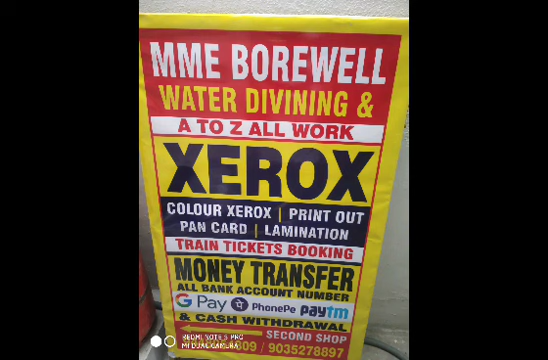 MME BOREWELL
WATER DIVINING &
A TO Z ALL WORK
XEROX
COLOUR XEROX | PRINT OUT
PAN CARD | LAMINATION
TRAIN TICKETS BOOKING
MONEY TRANSFER
ALL BANK ACCOUNT NUMBER
G Pay पे PhonePe paytm
& CASH WITHDRAWAL
SECOND SHOP
/ 9035278897
REDMI NOTE 5 PRO
MI DUAL CAMERA